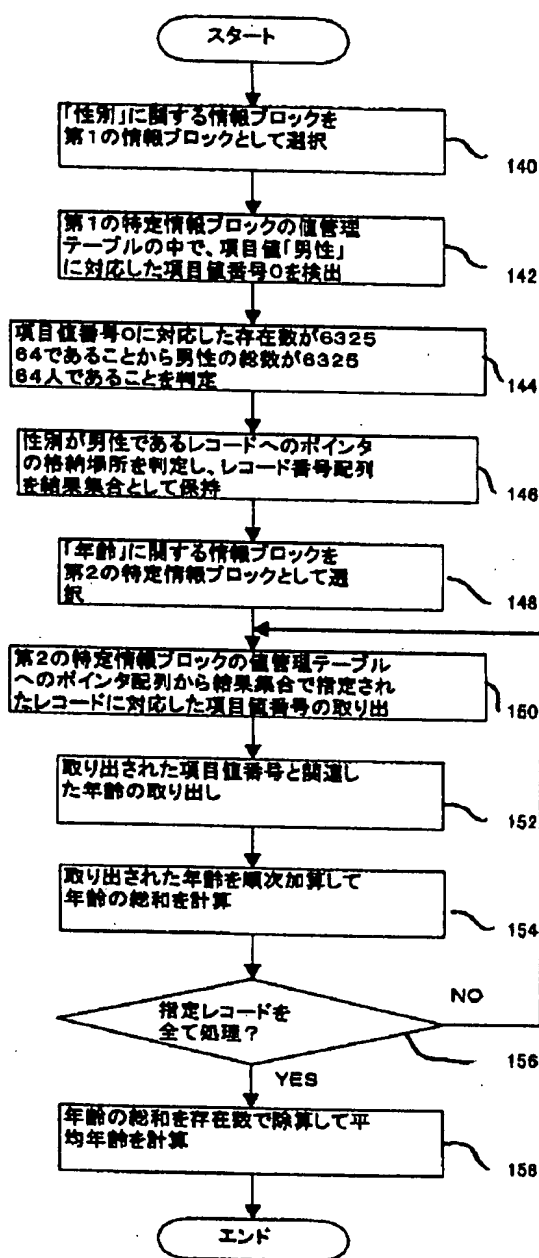 スタート
「性別」に関する情報ブロックを
第1の情報ブロックとして選択
140
第1の特定情報ブロックの値管理
テーブルの中で、項目値「男性」
に対応した項目値番号0を検出
142
項目値番号0に対応した存在数が6325
64であることから男性の総数が6325
64人であることを判定
144
性別が男性であるレコードへのポインタ
の格納場所を判定し、レコード番号配列
を結果集合として保持
146
「年齢」に関する情報ブロックを
第2の特定情報ブロックとして選
択
148
第2の特定情報ブロックの値管理テーブル
へのポインタ配列から結果集合で指定され
たレコードに対応した項目値番号の取り出
150
取り出された項目値番号と関連し
た年齢の取り出し
152
取り出された年齢を順次加算して
年齢の総和を計算
154
指定レコードを
全て処理?
NO
156
YES
年齢の総和を存在数で除算して平
均年齢を計算
158
エンド